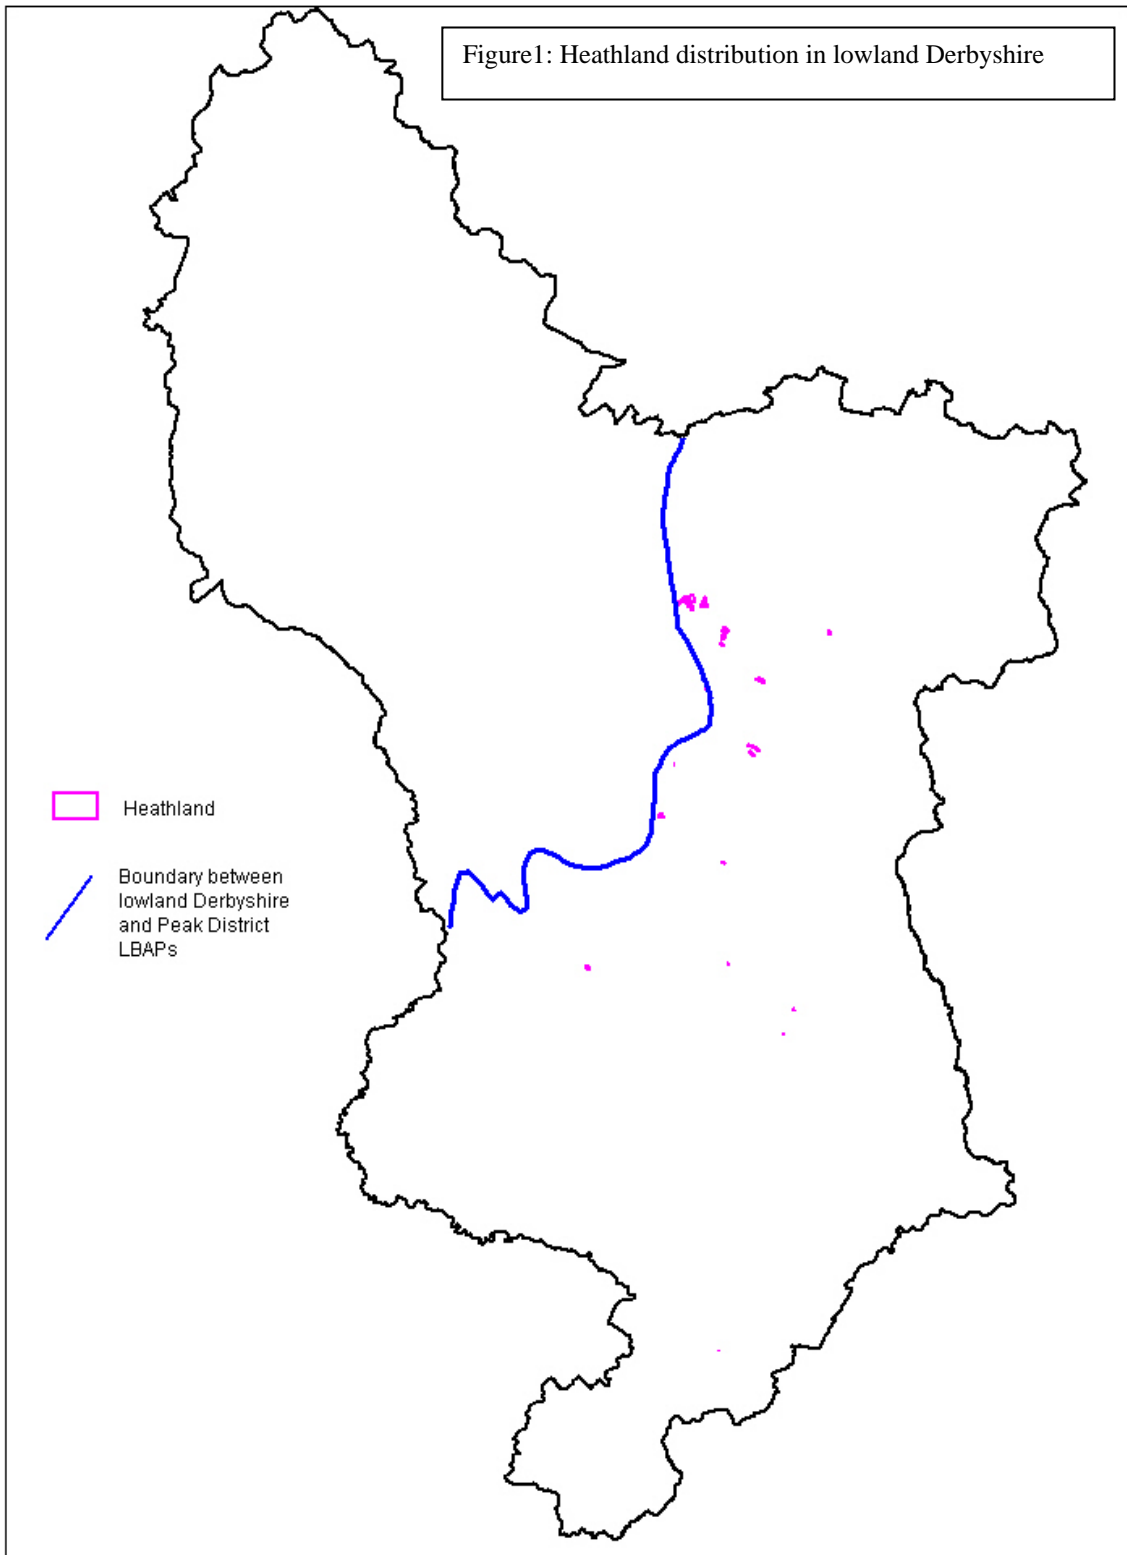 Figure1: Heathland distribution in lowland Derbyshire
Heathland
Boundary between
lowland Derbyshire
and Peak District
LBAPs